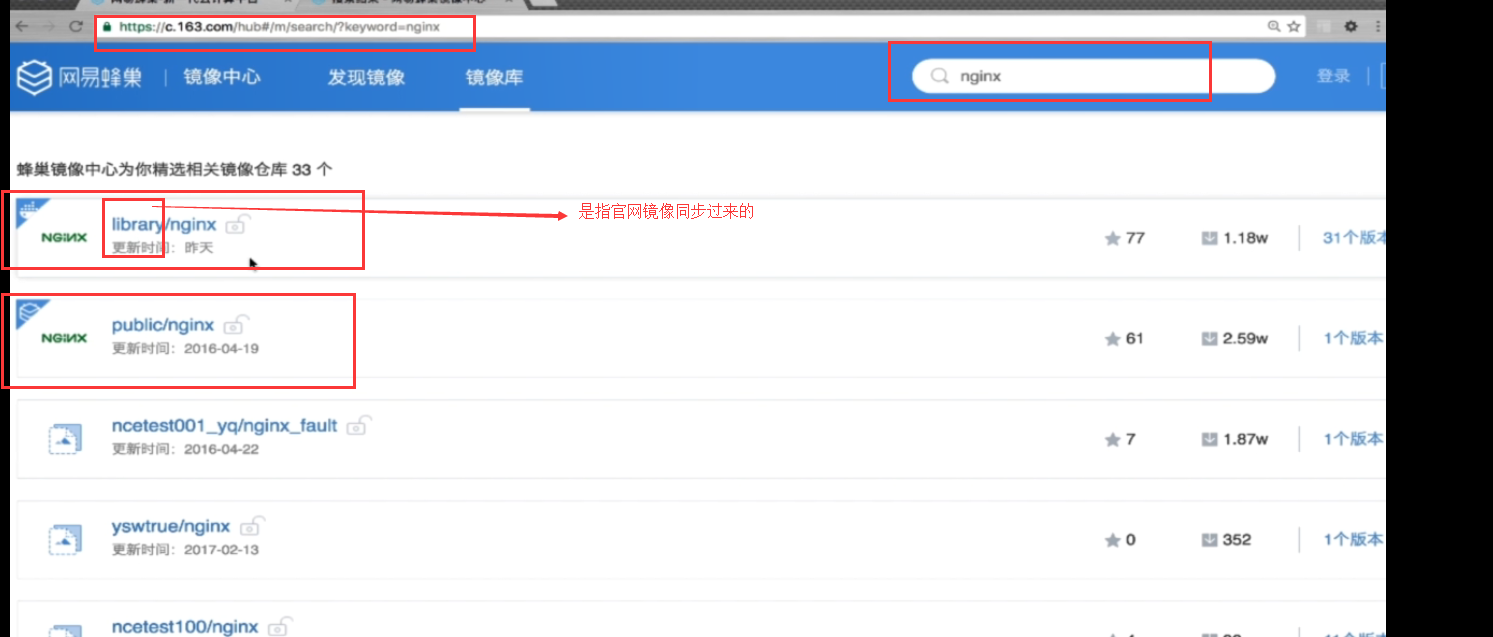 https://c.163.com/hub#/m/search/?keyword=nginx
网易蜂巢 | 镜像中心 发现镜像 镜像库 nginx 登录
蜂巢镜像中心为你精选相关镜像仓库 33 个
NGINX library/nginx 77 1.18w 31个版本
更新时间：昨天
是指官网镜像同步过来的
NGINX public/nginx 61 2.59w 1个版本
更新时间：2016-04-19
ncetest001_yq/nginx_fault 7 1.87w 1个版本
更新时间：2016-04-22
yswtrue/nginx 0 352 1个版本
更新时间：2017-02-13
ncetest100/nginx